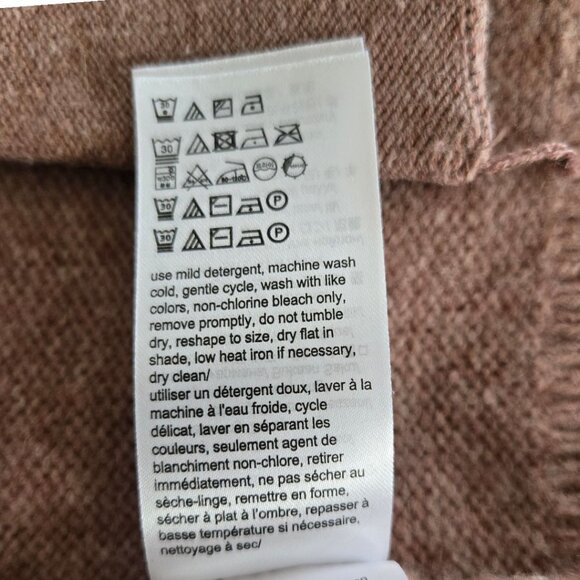 30
30
P
30
P
30
use mild detergent, machine wash
cold, gentle cycle, wash with like
colors, non-chlorine bleach only,
remove promptly, do not tumble
dry, reshape to size, dry flat in
shade, low heat iron if necessary,
dry clean/
utiliser un détergent doux, laver à la
machine à l'eau froide, cycle
délicat, laver en séparant les
couleurs, seulement agent de
blanchiment non-chlore, retirer
immédiatement, ne pas sécher au
sèche-linge, remettre en forme,
sécher à plat à l'ombre, repasser à
basse température si nécessaire,
nettoyage à sec/